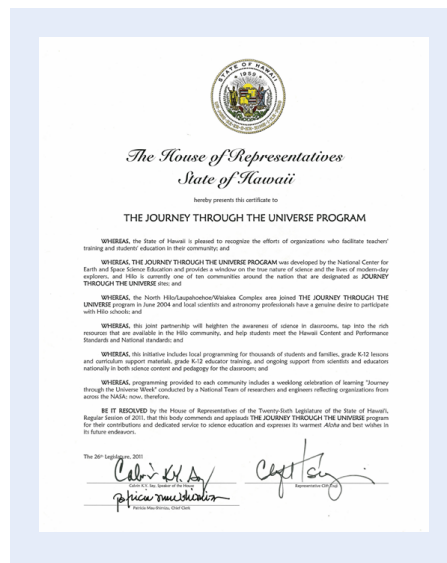 STATE OF HAWAII
1959
The House of Representatives
State of Hawaii
hereby presents this certificate to
THE JOURNEY THROUGH THE UNIVERSE PROGRAM
WHEREAS, the State of Hawaii is pleased to recognize the efforts of organizations who facilitate teachers'
training and students' education in their community; and
WHEREAS, THE JOURNEY THROUGH THE UNIVERSE PROGRAM was developed by the National Center for
Earth and Space Science Education and provides a window on the true nature of science and the lives of modern-day
explorers, and Hilo is currently one of ten communities around the nation that are designated as JOURNEY
THROUGH THE UNIVERSE sites; and
WHEREAS, the North Hilo/Laupahoehoe/Waiakea Complex area joined THE JOURNEY THROUGH THE
UNIVERSE program in June 2004 and local scientists and astronomy professionals have a genuine desire to participate
with Hilo schools; and
WHEREAS, this joint partnership will heighten the awareness of science in classrooms, tap into the rich
resources that are available in the Hilo community, and help students meet the Hawaii Content and Performance
Standards and National standards; and
WHEREAS, this initiative includes local programming for thousands of students and families, grade K-12 lessons
and curriculum support materials, grade K-12 educator training, and ongoing support from scientists and educators
nationally in both science content and pedagogy for the classroom; and
WHEREAS, programming provided to each community includes a weeklong celebration of learning "Journey
through the Universe Week" conducted by a National Team of researchers and engineers reflecting organizations from
across the NASA; now, therefore,
BE IT RESOLVED by the House of Representatives of the Twenty-Sixth Legislature of the State of Hawai'i,
Regular Session of 2011, that this body commends and applauds THE JOURNEY THROUGH THE UNIVERSE program
for their contributions and dedicated service to science education and expresses its warmest Aloha and best wishes in
its future endeavors.
The 26th Legislature, 2011
Calvin K.Y. Say, Speaker of the House
Representative Clift Tsuji
Patricia Mau-Shimizu, Chief Clerk